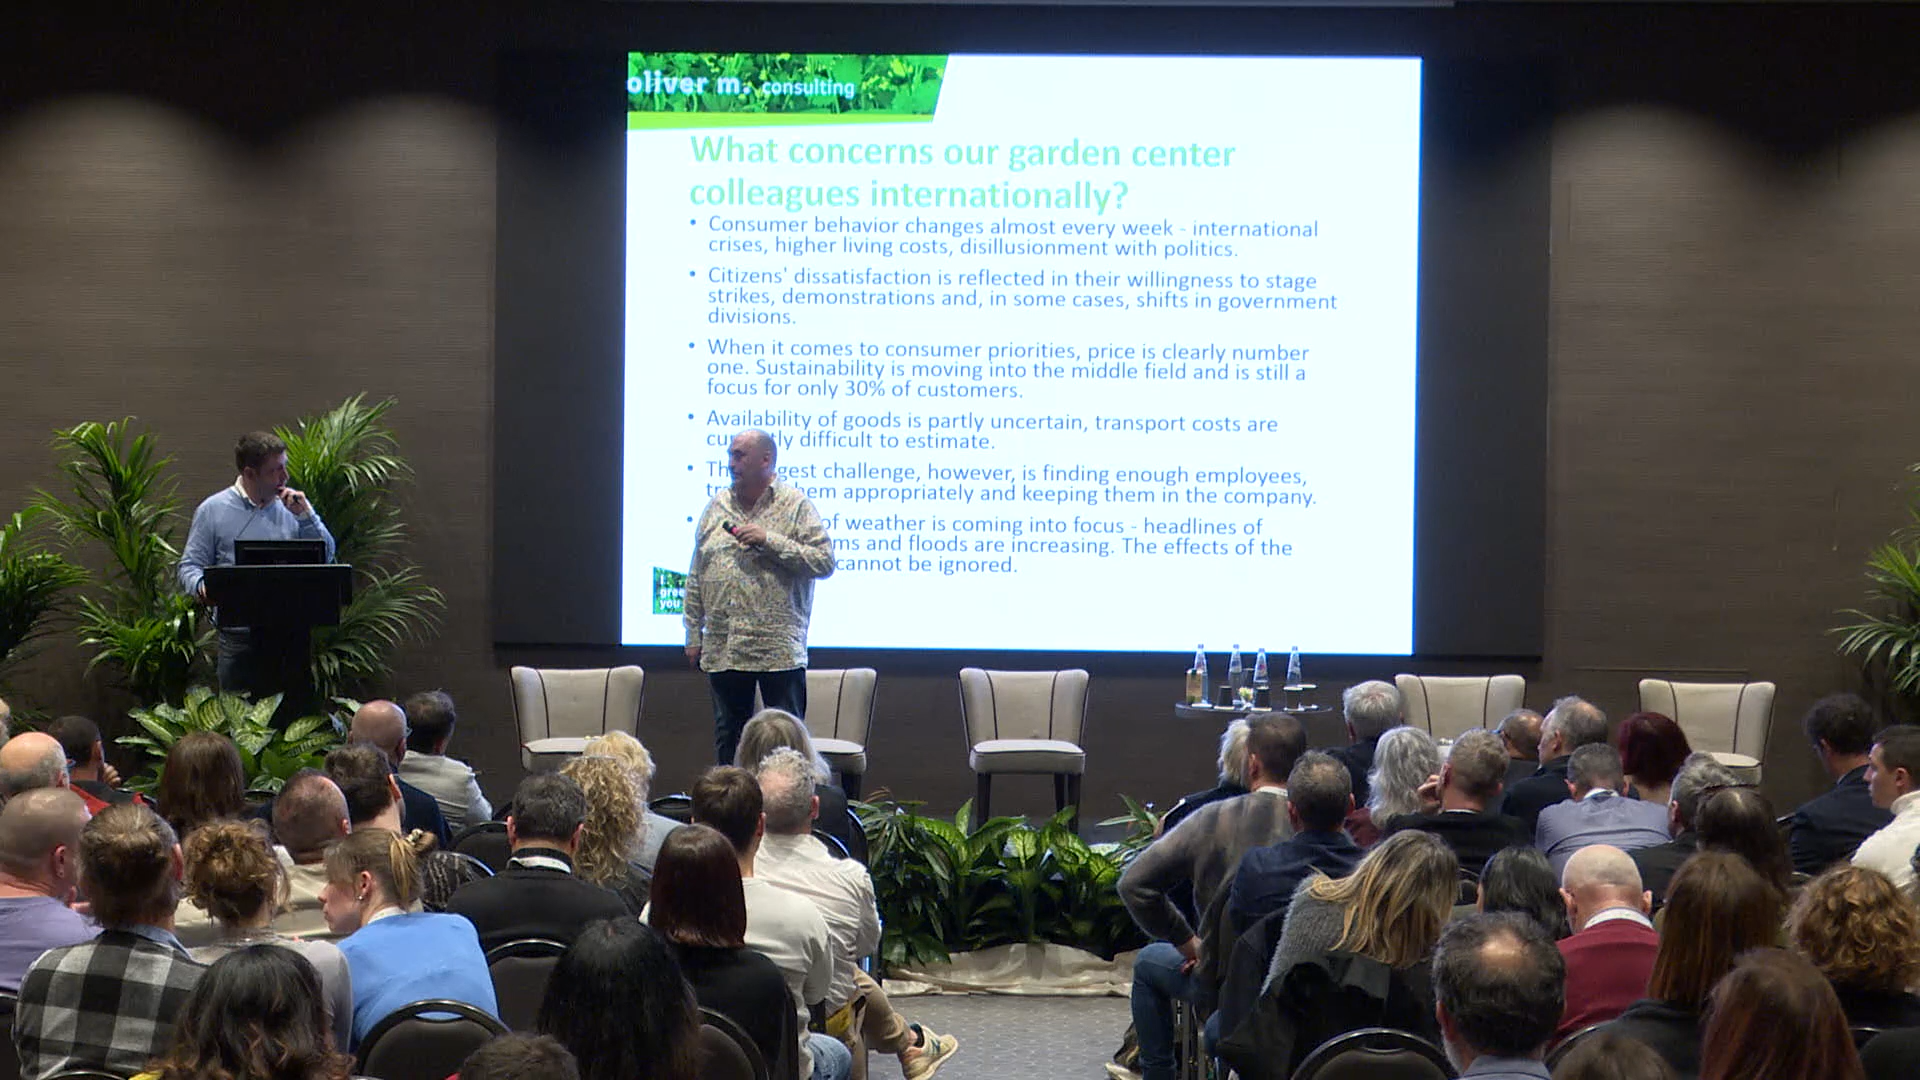 oliver m. consulting
What concerns our garden center
colleagues internationally?
• Consumer behavior changes almost every week - international
crises, higher living costs, disillusionment with politics.
• Citizens' dissatisfaction is reflected in their willingness to stage
strikes, demonstrations and, in some cases, shifts in government
divisions.
• When it comes to consumer priorities, price is clearly number
one. Sustainability is moving into the middle field and is still a
focus for only 30% of customers.
• Availability of goods is partly uncertain, transport costs are
difficult to estimate.
• challenge, however, is finding enough employees,
appropriately and keeping them in the company.
• of weather is coming into focus - headlines of
and floods are increasing. The effects of the
cannot be ignored.
you